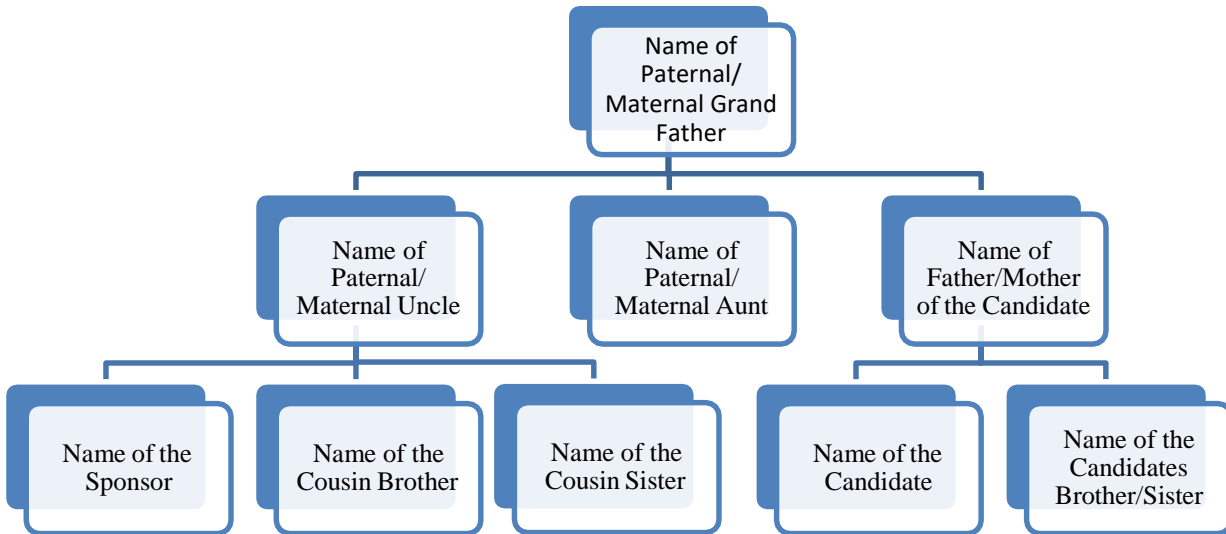 Name of
Paternal/
Maternal Grand
Father
Name of
Paternal/
Maternal Uncle
Name of
Paternal/
Maternal Aunt
Name of
Father/Mother
of the Candidate
Name of the
Sponsor
Name of the
Cousin Brother
Name of the
Cousin Sister
Name of the
Candidate
Name of the
Candidates
Brother/Sister